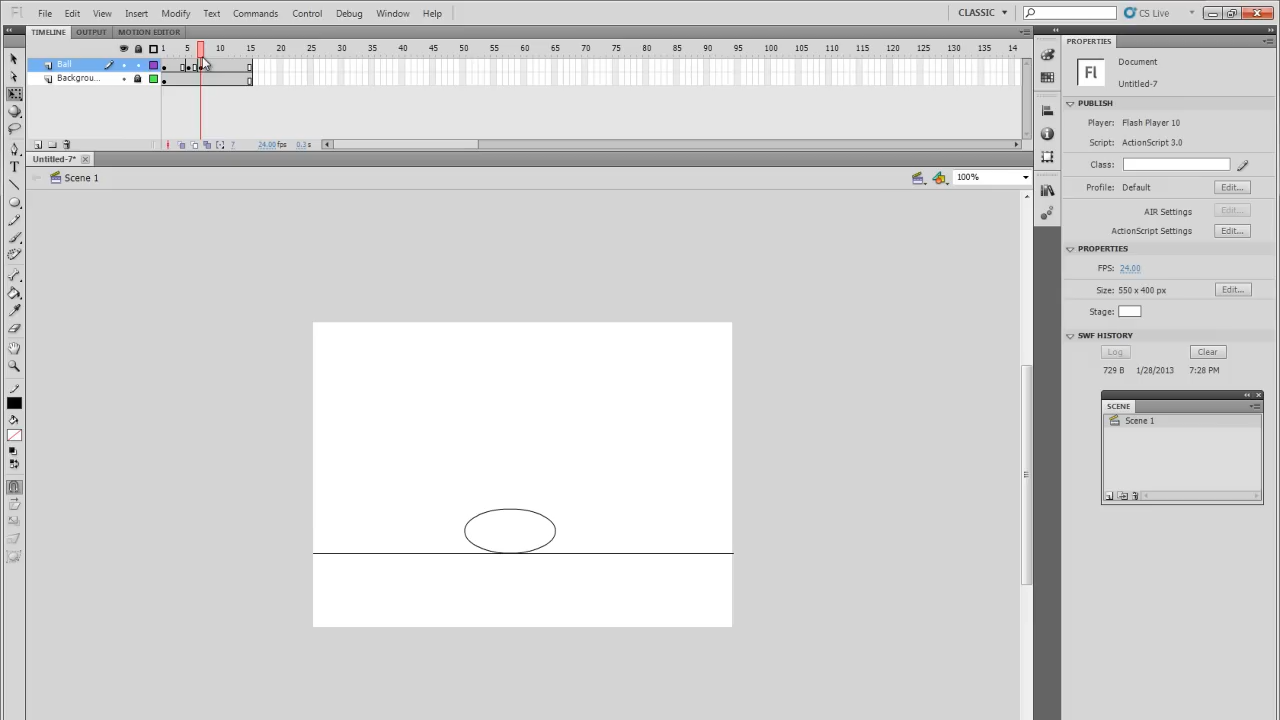 Fl File Edit View Insert Modify Text Commands Control Debug Window Help CLASSIC CS Live
TIMELINE OUTPUT MOTION EDITOR
1 5 10 15 20 25 30 35 40 45 50 55 60 65 70 75 80 85 90 95 100 105 110 115 120 125 130 135 14
Ball
Backgrou...
24.00 fps 0.3 s
Untitled-7*
Scene 1
100%
PROPERTIES
Fl
Document
Untitled-7
PUBLISH
Player: Flash Player 10
Script: ActionScript 3.0
Class:
Profile: Default Edit...
AIR Settings Edit...
ActionScript Settings Edit...
PROPERTIES
FPS: 24.00
Size: 550 x 400 px Edit...
Stage:
SWF HISTORY
Log Clear
729 B 1/28/2013 7:28 PM
SCENE
Scene 1